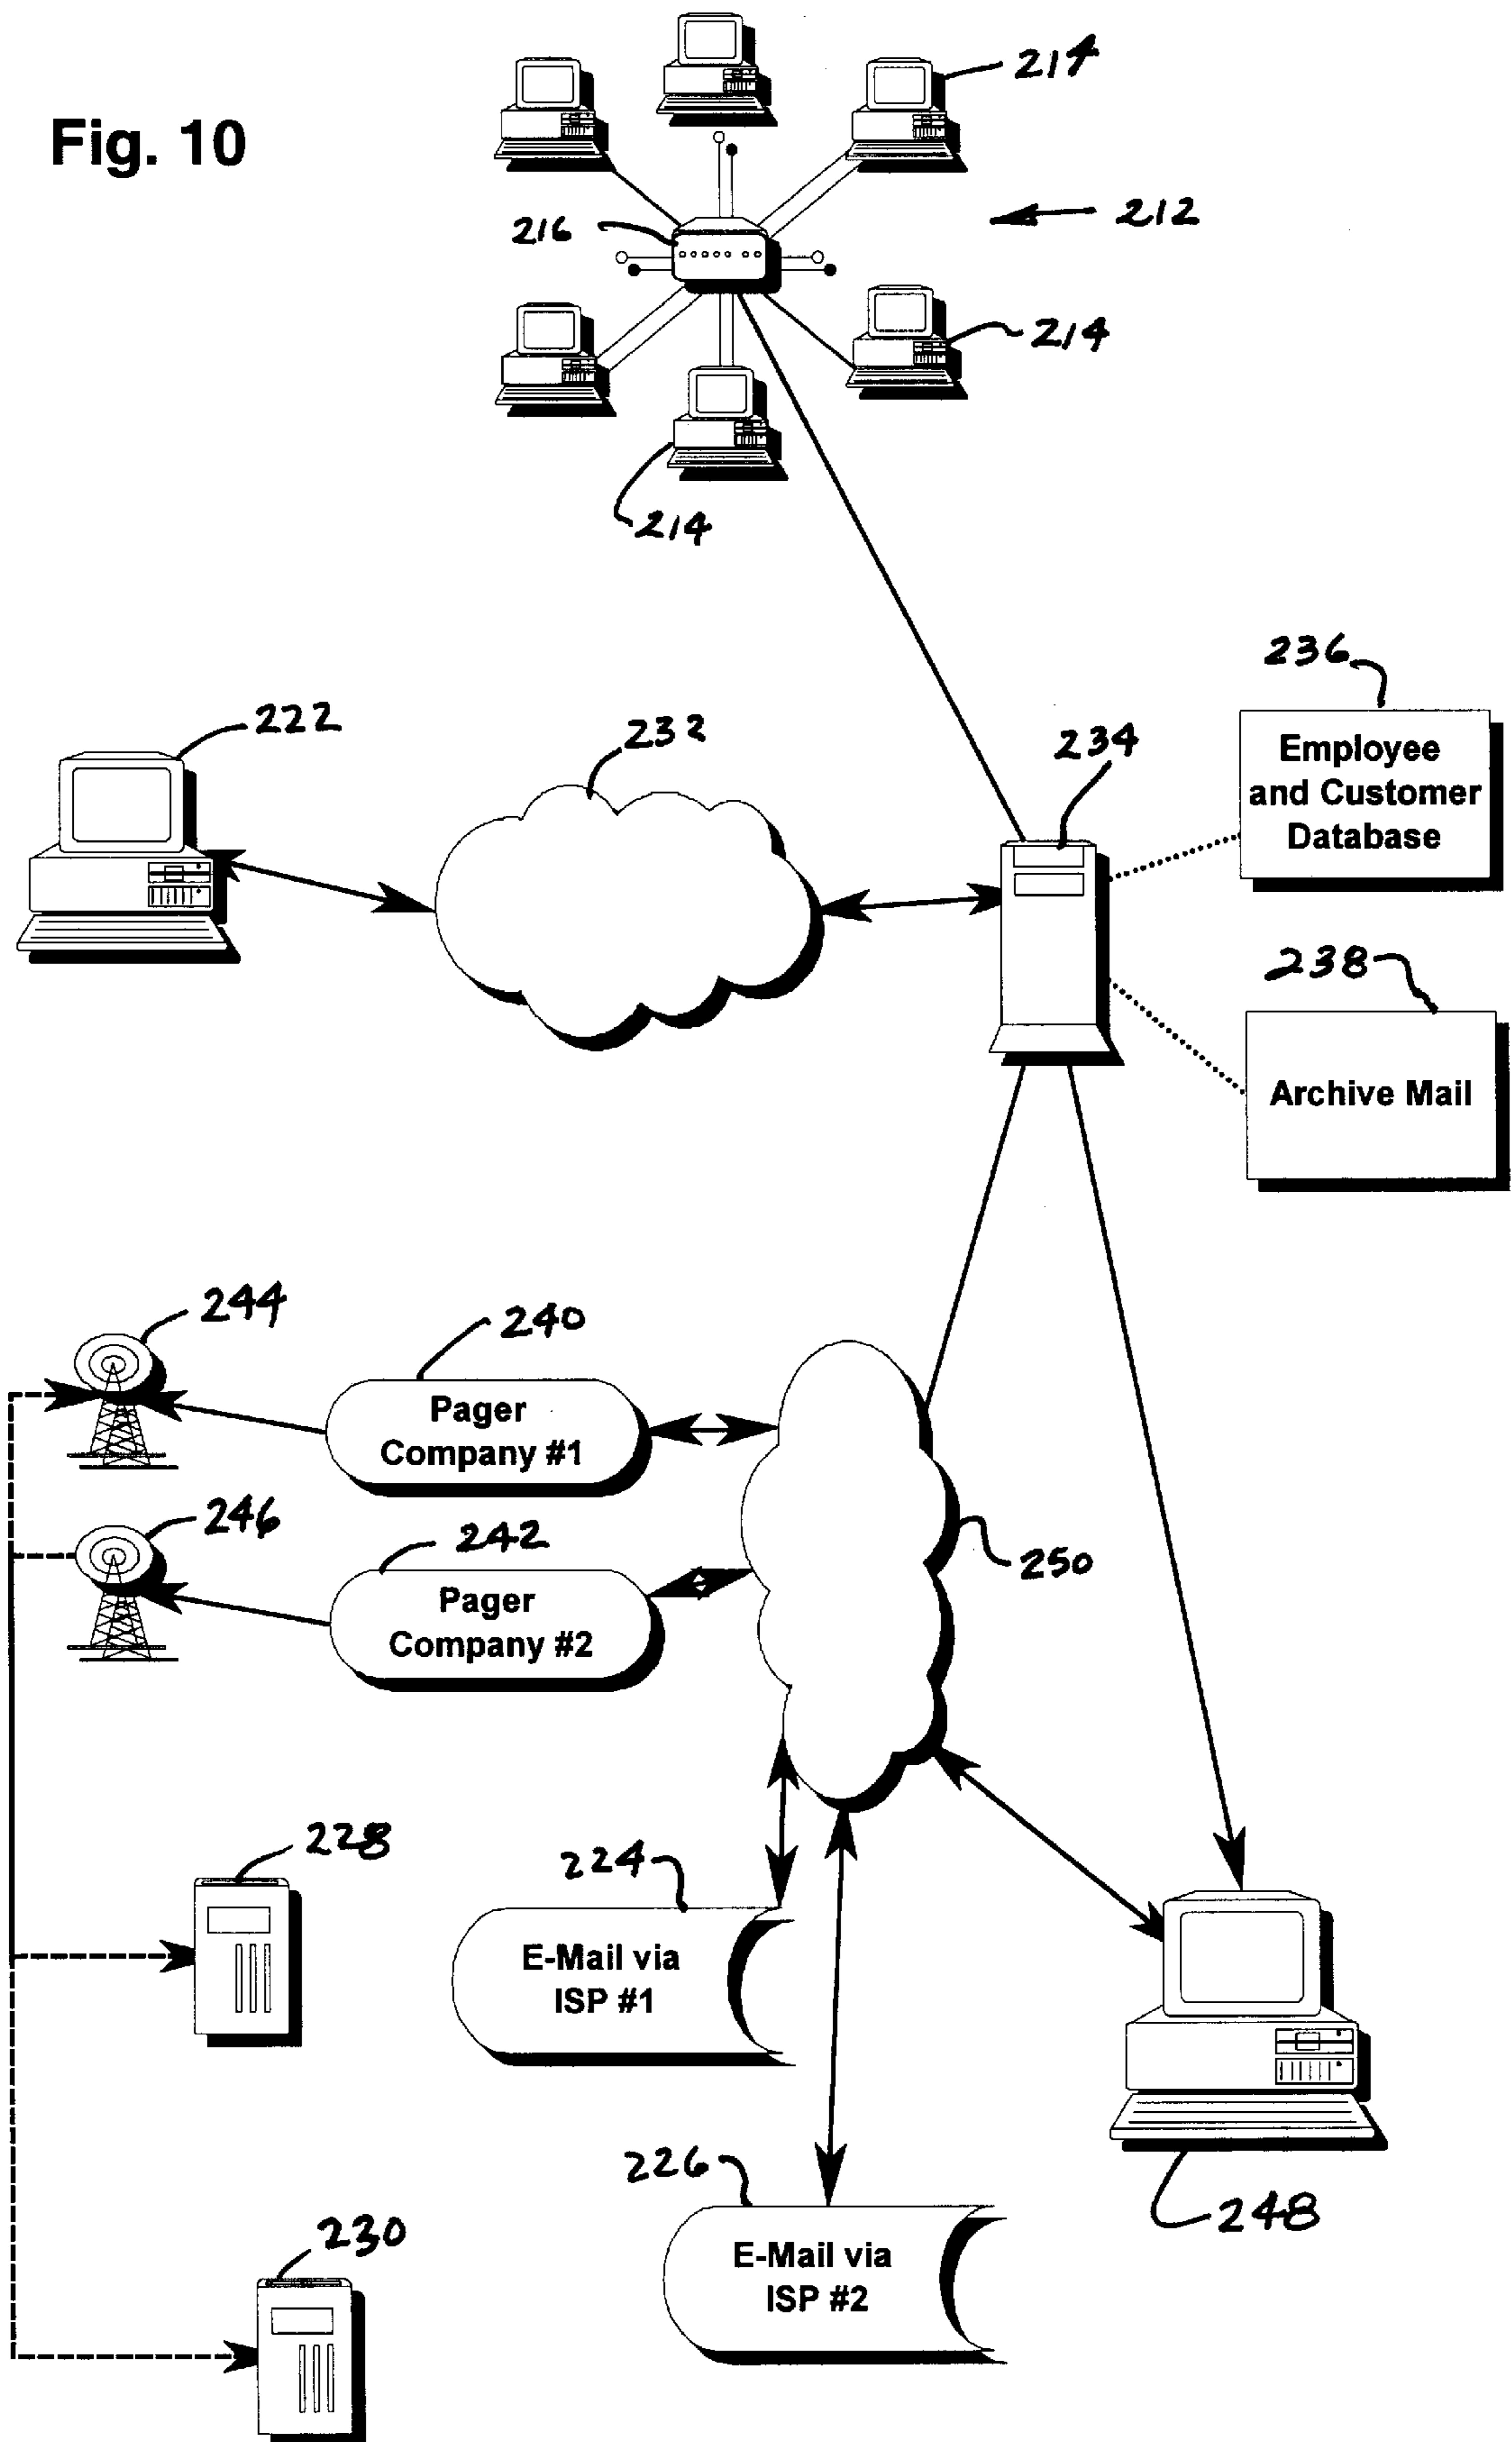 Fig. 10
214
212
216
214
214
236
222
232
234
Employee
and Customer
Database
238
Archive Mail
244
240
Pager
Company #1
246
242
Pager
Company #2
250
228
224
E-Mail via
ISP #1
226
248
230
E-Mail via
ISP #2